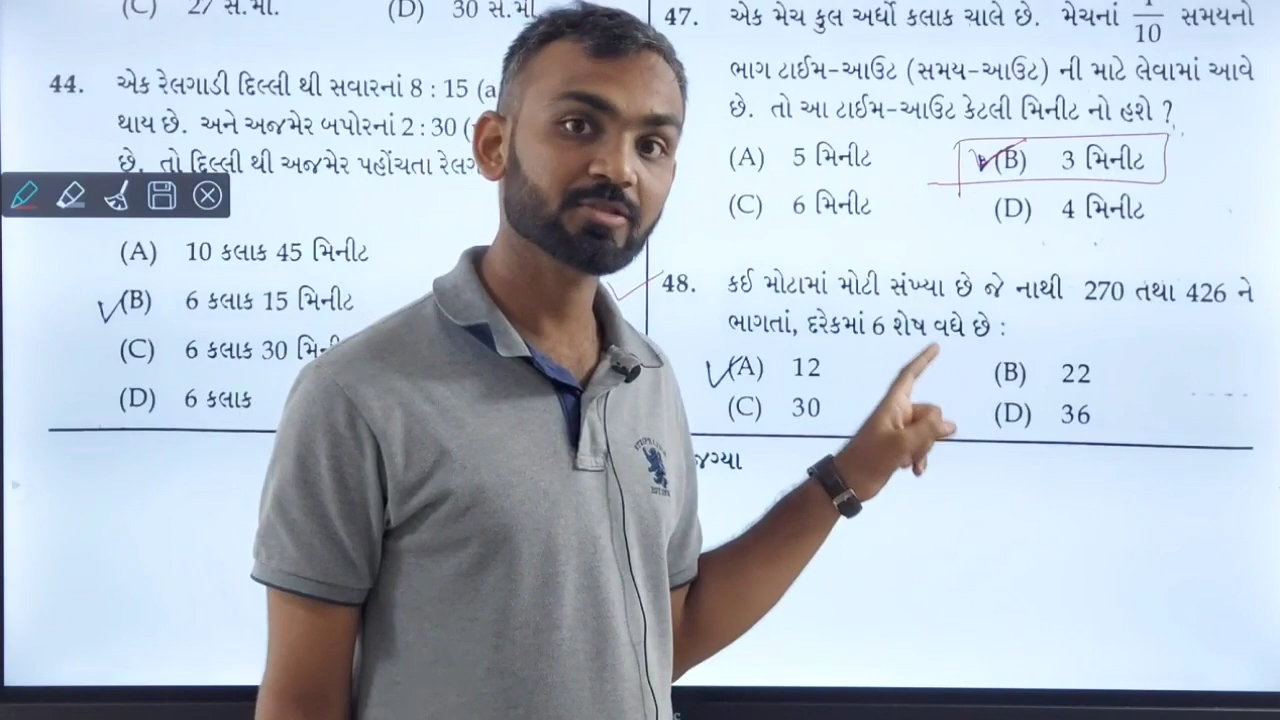 (C) 27 સે.મી.
(D) 30 સે.મી
44. એક રેલગાડી દિલ્લી થી સવારનાં 8 : 15 (a
થાય છે. અને અજમેર બપોરનાં 2 : 30 (
છે. તો દિલ્લી થી અજમેર પહોંચતા રેલગ
(A) 10 કલાક 45 મિનીટ
(B) 6 કલાક 15 મિનીટ
(C) 6 કલાક 30 મિની
(D) 6 કલાક
47. એક મેચ કુલ અર્ધો કલાક ચાલે છે. મેચનાં 1/10 સમયનો
ભાગ ટાઈમ-આઉટ (સમય-આઉટ) ની માટે લેવામાં આવે
છે. તો આ ટાઈમ-આઉટ કેટલી મિનીટ નો હશે ?
(A) 5 મિનીટ
(B) 3 મિનીટ
(C) 6 મિનીટ
(D) 4 મિનીટ
48. કઈ મોટામાં મોટી સંખ્યા છે જે નાથી 270 તથા 426 ને
ભાગતાં, દરેકમાં 6 શેષ વધે છે :
(A) 12
(B) 22
(C) 30
(D) 36
જગ્યા